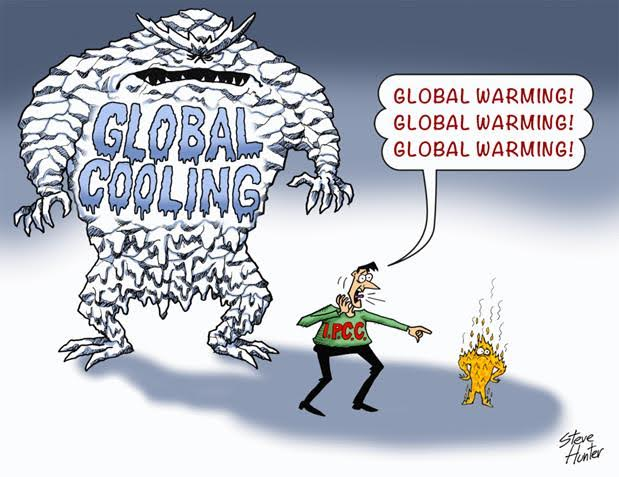 GLOBAL
COOLING
GLOBAL WARMING!
GLOBAL WARMING!
GLOBAL WARMING!
I.P.C.C.
Steve
Hunter